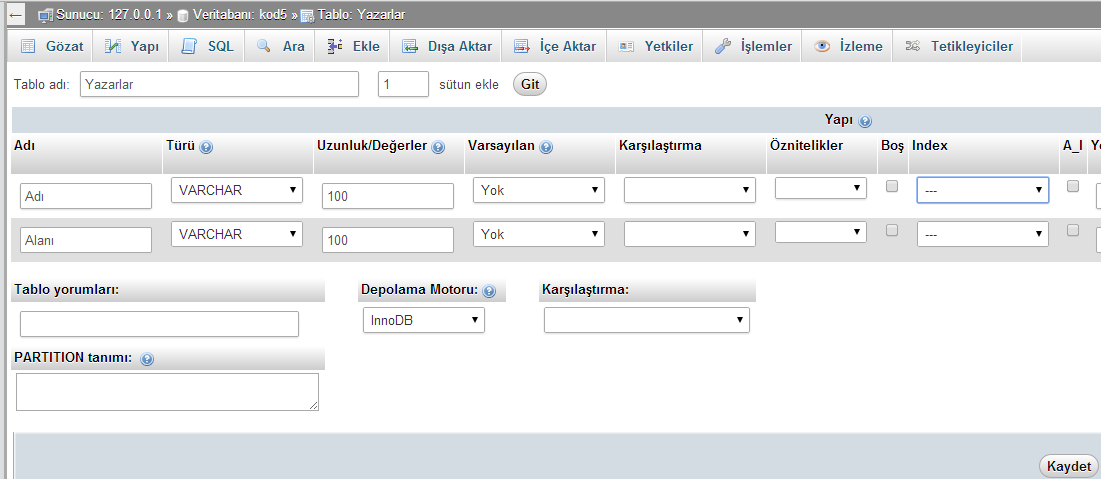 ← Sunucu: 127.0.0.1 » Veritabanı: kod5 » Tablo: Yazarlar
Gözat Yapı SQL Ara Ekle Dışa Aktar İçe Aktar Yetkiler İşlemler İzleme Tetikleyiciler
Tablo adı: Yazarlar 1 sütun ekle Git
Yapı
Adı Türü Uzunluk/Değerler Varsayılan Karşılaştırma Öznitelikler Boş Index A_I
Adı VARCHAR 100 Yok ---
Alanı VARCHAR 100 Yok ---
Tablo yorumları: Depolama Motoru: Karşılaştırma:
InnoDB
PARTITION tanımı:
Kaydet